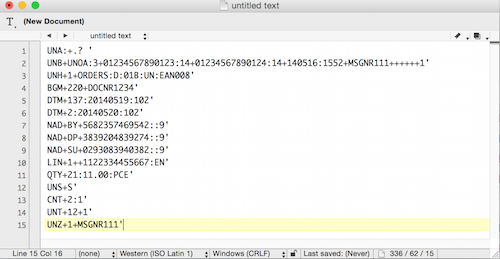 untitled text
(New Document)
untitled text
1 UNA:+.? '
2 UNB+UNOA:3+01234567890123:14+01234567890124:14+140516:1552+MSGNR111++++++1'
3 UNH+1+ORDERS:D:01B:UN:EAN008'
4 BGM+220+DOCNR1234'
5 DTM+137:20140519:102'
6 DTM+2:20140520:102'
7 NAD+BY+5682357469542::9'
8 NAD+DP+3839204839274::9'
9 NAD+SU+0293083940382::9'
10 LIN+1++1122334455667:EN'
11 QTY+21:11.00:PCE'
12 UNS+S'
13 CNT+2:1'
14 UNT+12+1'
15 UNZ+1+MSGNR111'
Line 15 Col 16 (none) Western (ISO Latin 1) Windows (CRLF) Last saved: (Never) 336 / 62 / 15